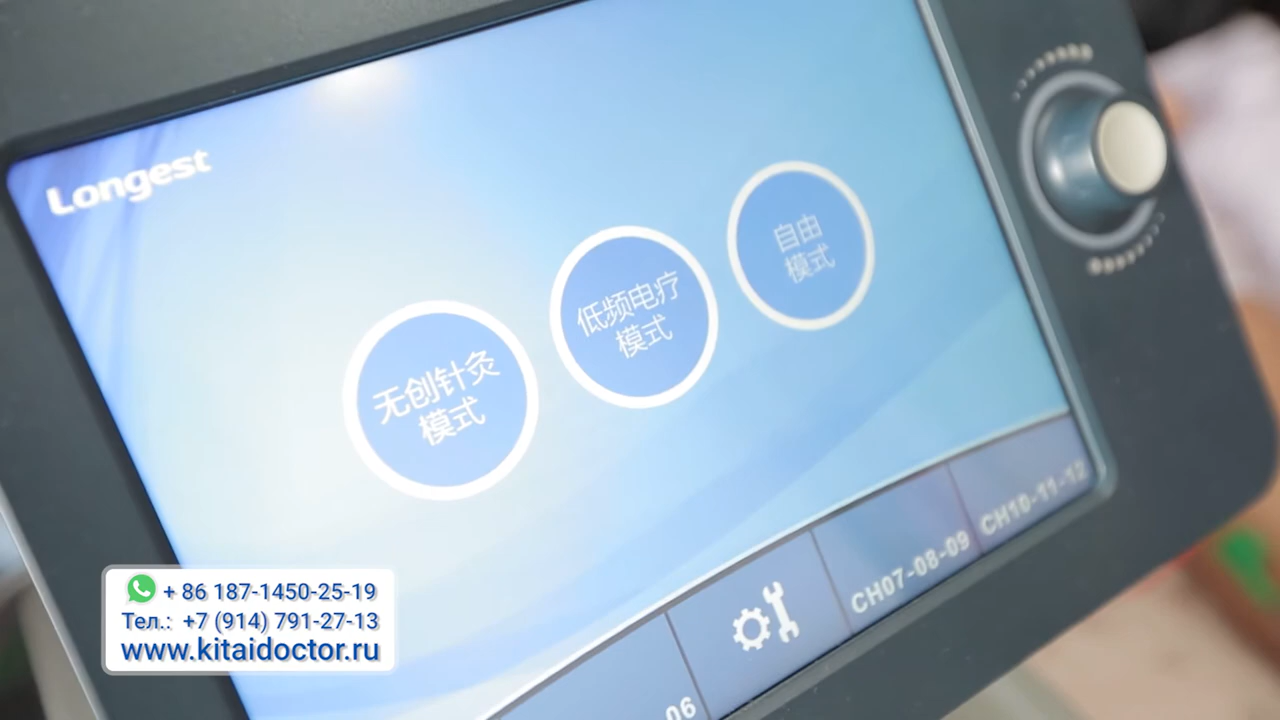 Longest
无创针灸
模式
低频电疗
模式
自由
模式
06
CH07-08-09
CH10-11-12
+ 86 187-1450-25-19
Тел.: +7 (914) 791-27-13
www.kitaidoctor.ru